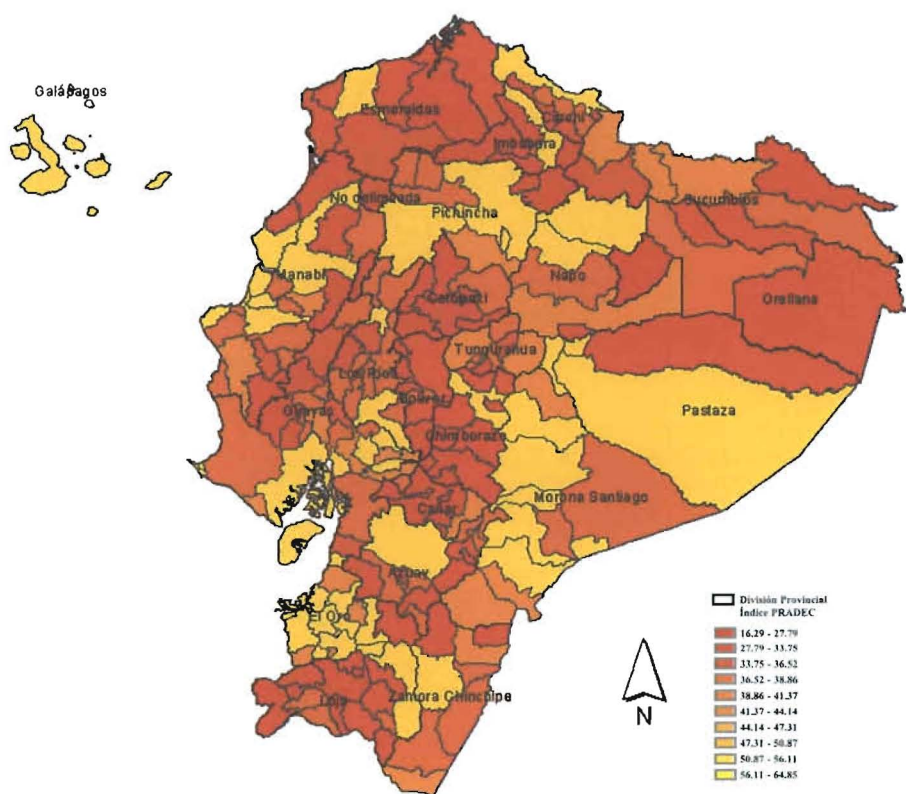 Galápagos
Esmeraldas
Carchi
Imbabura
No delimitada
Sucumbíos
Pichincha
Manabí
Napo
Cotopaxi
Orellana
Tungurahua
Los Ríos
Pastaza
Bolívar
Guayas
Chimborazo
Morona Santiago
Cañar
Azuay
El Oro
Loja
Zamora Chinchipe
N
División Provincial
Índice PRADEC
16.29 - 27.79
27.79 - 33.75
33.75 - 36.52
36.52 - 38.86
38.86 - 41.37
41.37 - 44.14
44.14 - 47.31
47.31 - 50.87
50.87 - 56.11
56.11 - 64.85